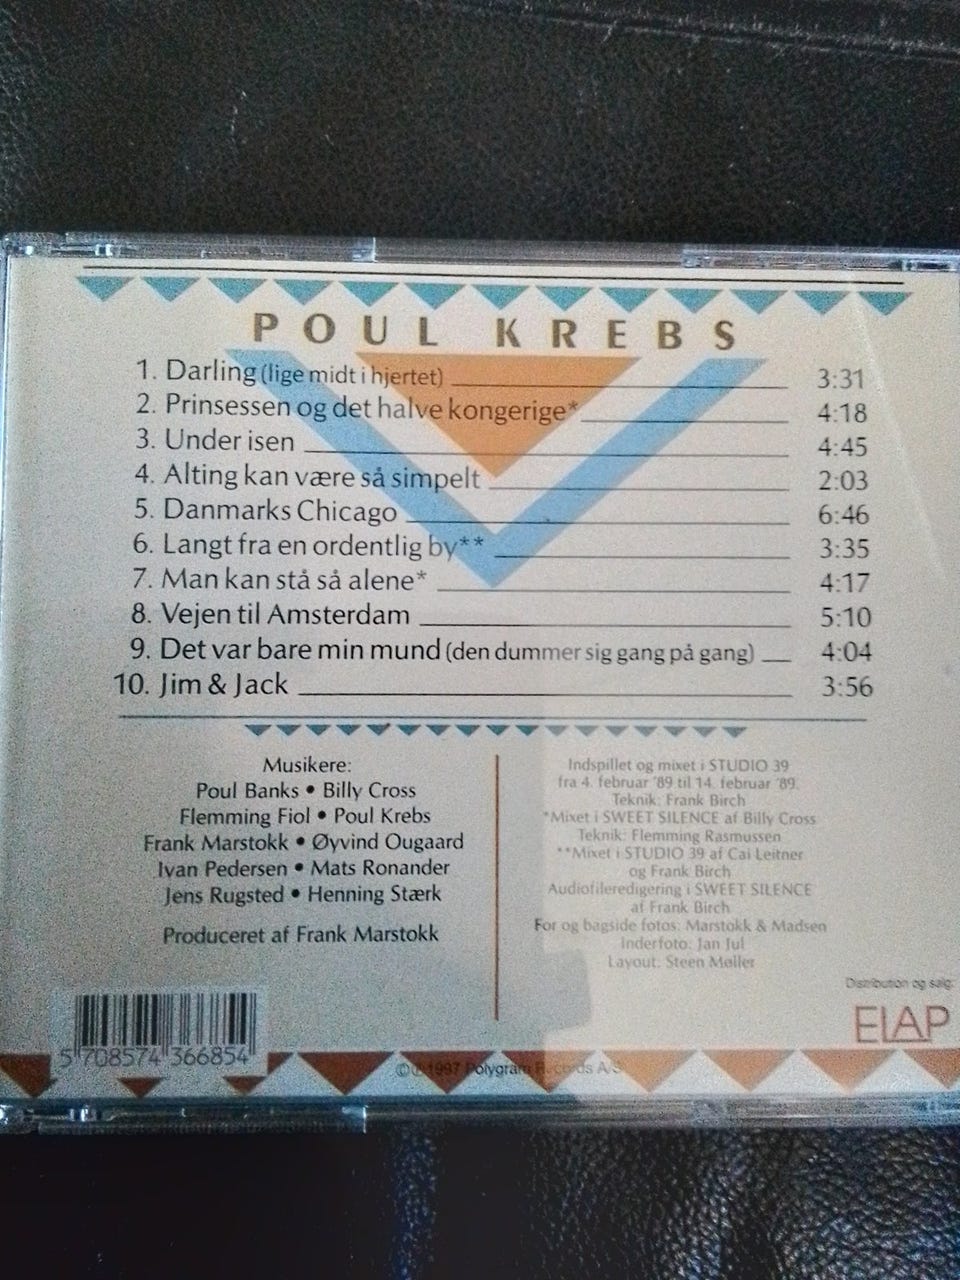 POUL KREBS
1. Darling (lige midt i hjertet) 3:31
2. Prinsessen og det halve kongerige* 4:18
3. Under isen 4:45
4. Alting kan være så simpelt 2:03
5. Danmarks Chicago 6:46
6. Langt fra en ordentlig by** 3:35
7. Man kan stå så alene* 4:17
8. Vejen til Amsterdam 5:10
9. Det var bare min mund (den dummer sig gang på gang) 4:04
10. Jim & Jack 3:56
Musikere:
Poul Banks • Billy Cross
Flemming Fiol • Poul Krebs
Frank Marstokk • Øyvind Ougaard
Ivan Pedersen • Mats Ronander
Jens Rugsted • Henning Stærk
Produceret af Frank Marstokk
Indspillet og mixet i STUDIO 39
fra 4. februar '89 til 14. februar '89.
Teknik: Frank Birch
*Mixet i SWEET SILENCE af Billy Cross
Teknik: Flemming Rasmussen
**Mixet i STUDIO 39 af Cai Leitner
og Frank Birch
Audiofileredigering i SWEET SILENCE
af Frank Birch
For og bagside fotos: Marstokk & Madsen
Inderfoto: Jan Jul
Layout: Steen Møller
Distribution og salg:
ELAP
5 708574 366854
1997 Polygram Records A/S